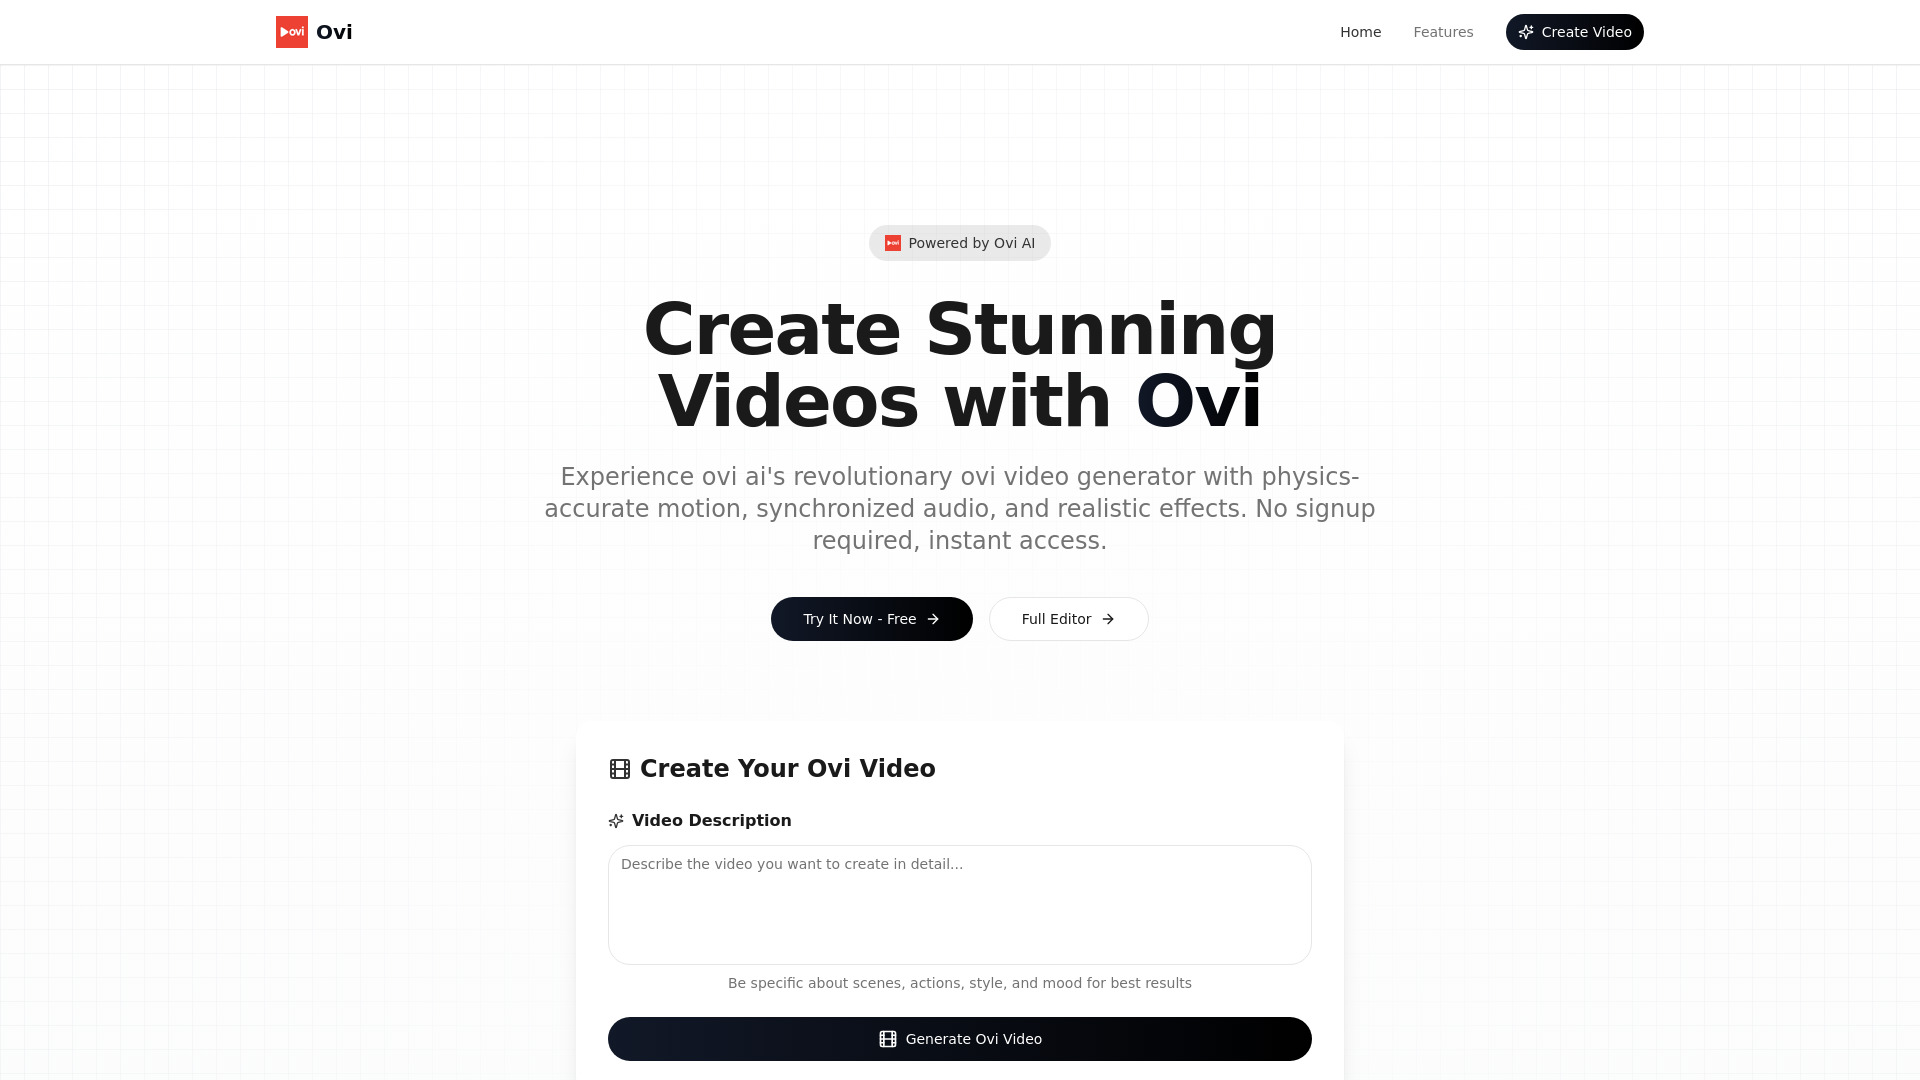 ovi Ovi
Home
Features
Create Video
ovi Powered by Ovi AI
Create Stunning
Videos with Ovi
Experience ovi ai's revolutionary ovi video generator with physics-
accurate motion, synchronized audio, and realistic effects. No signup
required, instant access.
Try It Now - Free
Full Editor
Create Your Ovi Video
Video Description
Describe the video you want to create in detail...
Be specific about scenes, actions, style, and mood for best results
Generate Ovi Video